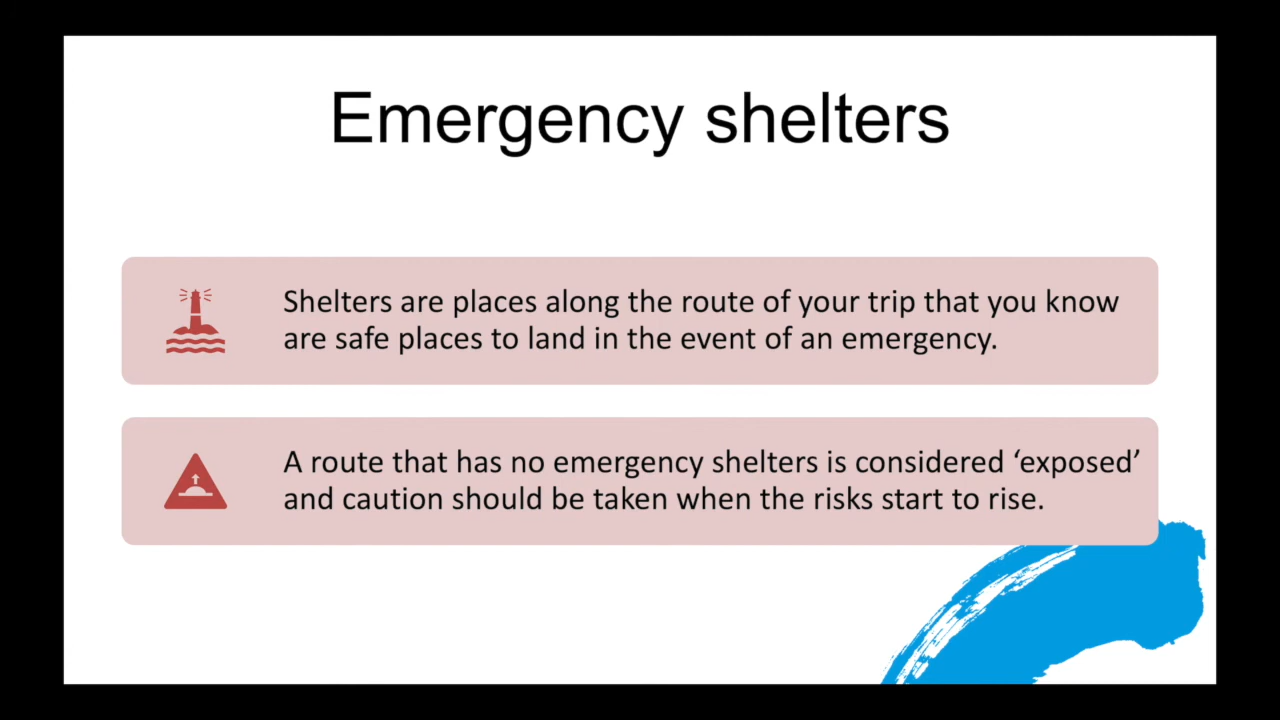 Emergency shelters
Shelters are places along the route of your trip that you know
are safe places to land in the event of an emergency.
A route that has no emergency shelters is considered ‘exposed’
and caution should be taken when the risks start to rise.